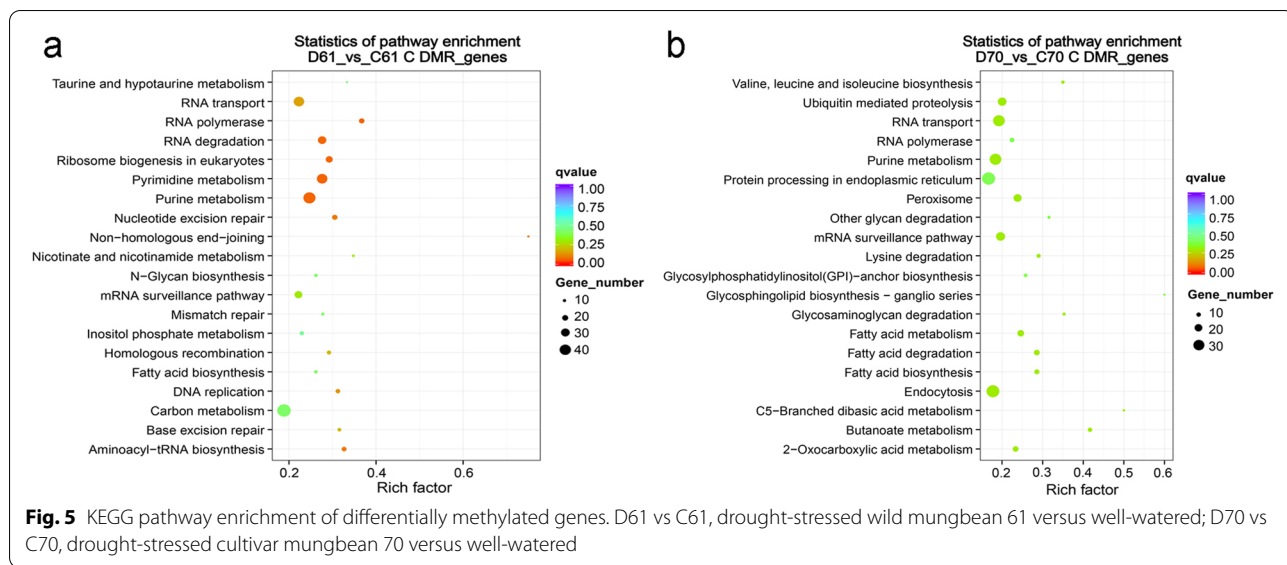 a
Statistics of pathway enrichment
D61_vs_C61 C DMR_genes
Taurine and hypotaurine metabolism
RNA transport
RNA polymerase
RNA degradation
Ribosome biogenesis in eukaryotes
Pyrimidine metabolism
Purine metabolism
Nucleotide excision repair
Non−homologous end−joining
Nicotinate and nicotinamide metabolism
N−Glycan biosynthesis
mRNA surveillance pathway
Mismatch repair
Inositol phosphate metabolism
Homologous recombination
Fatty acid biosynthesis
DNA replication
Carbon metabolism
Base excision repair
Aminoacyl−tRNA biosynthesis
0.2 0.4 0.6
Rich factor
qvalue
1.00
0.75
0.50
0.25
0.00
Gene_number
10
20
30
40
b
Statistics of pathway enrichment
D70_vs_C70 C DMR_genes
Valine, leucine and isoleucine biosynthesis
Ubiquitin mediated proteolysis
RNA transport
RNA polymerase
Purine metabolism
Protein processing in endoplasmic reticulum
Peroxisome
Other glycan degradation
mRNA surveillance pathway
Lysine degradation
Glycosylphosphatidylinositol(GPI)−anchor biosynthesis
Glycosphingolipid biosynthesis − ganglio series
Glycosaminoglycan degradation
Fatty acid metabolism
Fatty acid degradation
Fatty acid biosynthesis
Endocytosis
C5−Branched dibasic acid metabolism
Butanoate metabolism
2−Oxocarboxylic acid metabolism
0.2 0.3 0.4 0.5 0.6
Rich factor
qvalue
1.00
0.75
0.50
0.25
0.00
Gene_number
10
20
30
Fig. 5 KEGG pathway enrichment of differentially methylated genes. D61 vs C61, drought-stressed wild mungbean 61 versus well-watered; D70 vs
C70, drought-stressed cultivar mungbean 70 versus well-watered